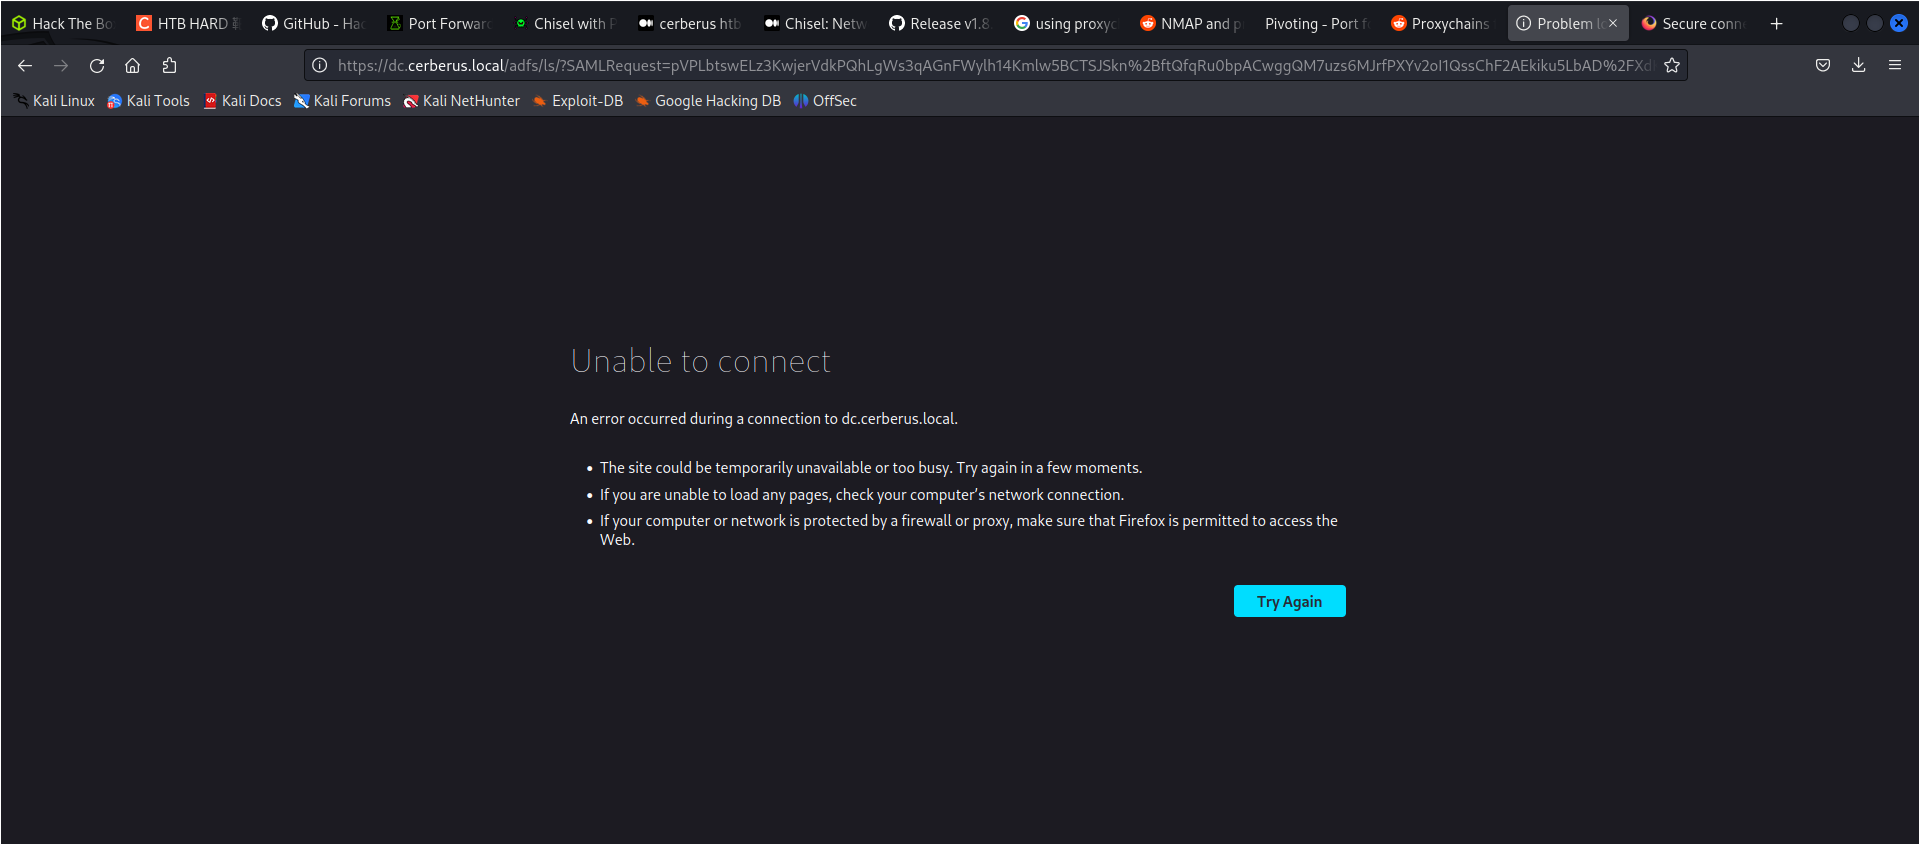 Hack The Bo
HTB HARD
GitHub - Hac
Port Forward
Chisel with P
cerberus htb
Chisel: Netw
Release v1.8.
using proxyc
NMAP and p
Pivoting - Port f
Proxychains
Problem lo
Secure conn
https://dc.cerberus.local/adfs/ls/?SAMLRequest=pVPLbtswELz3KwjerVdkPQhLgWs3qAGnFWylh14Kmlw5BCTSJSkn%2BftQfqRu0bpACwggQM7uzs6MJrfPXYv2oI1QssChF2AEkiku5LbAD%2FXd
Kali Linux
Kali Tools
Kali Docs
Kali Forums
Kali NetHunter
Exploit-DB
Google Hacking DB
OffSec
Unable to connect
An error occurred during a connection to dc.cerberus.local.
• The site could be temporarily unavailable or too busy. Try again in a few moments.
• If you are unable to load any pages, check your computer’s network connection.
• If your computer or network is protected by a firewall or proxy, make sure that Firefox is permitted to access the
Web.
Try Again